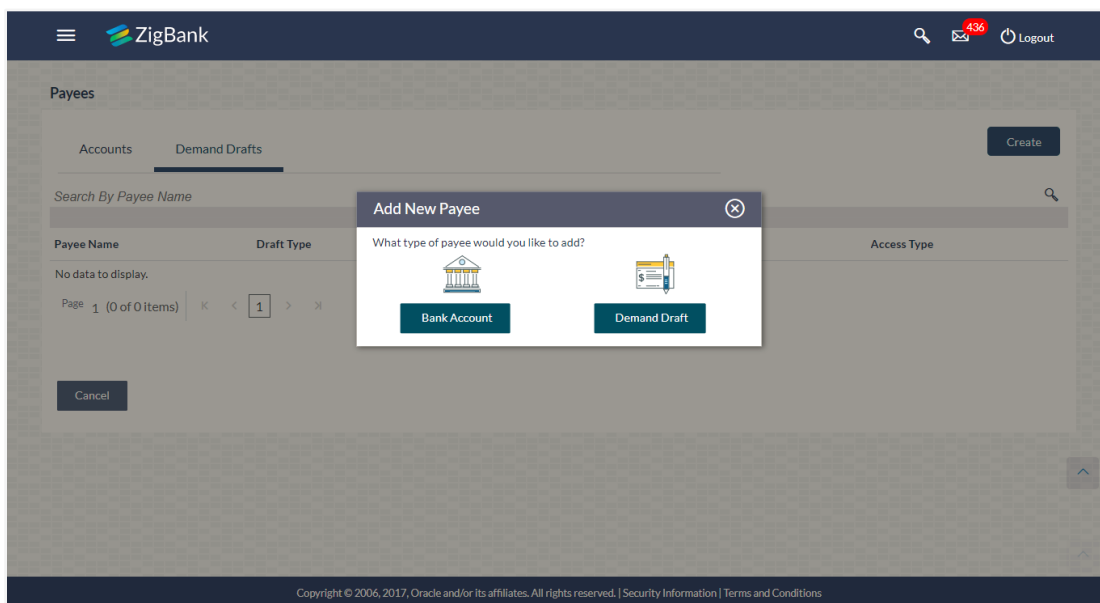 ZigBank 436 Logout
Payees
Accounts Demand Drafts Create
Search By Payee Name
Add New Payee
What type of payee would you like to add?
Payee Name Draft Type Access Type
No data to display.
$
Page 1 (0 of 0 items) 1
Bank Account Demand Draft
Cancel
Copyright © 2006, 2017, Oracle and/or its affiliates. All rights reserved. | Security Information | Terms and Conditions